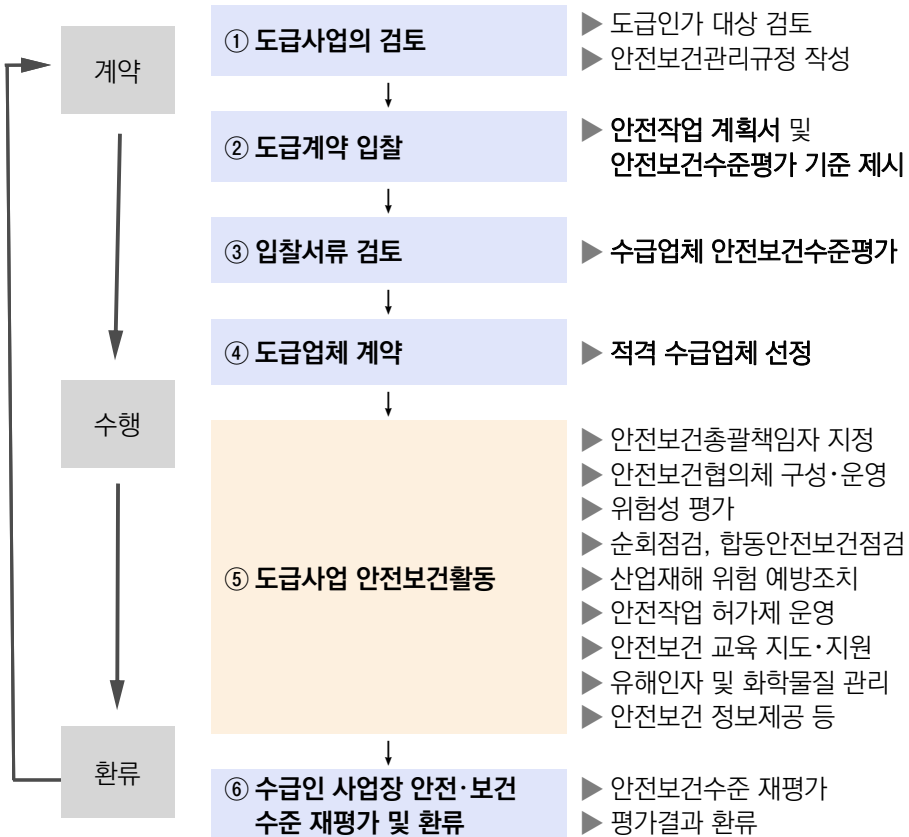 계약
① 도급사업의 검토
▶ 도급인가 대상 검토
▶ 안전보건관리규정 작성
② 도급계약 입찰
▶ 안전작업 계획서 및
안전보건수준평가 기준 제시
③ 입찰서류 검토
▶ 수급업체 안전보건수준평가
④ 도급업체 계약
▶ 적격 수급업체 선정
수행
⑤ 도급사업 안전보건활동
▶ 안전보건총괄책임자 지정
▶ 안전보건협의체 구성·운영
▶ 위험성 평가
▶ 순회점검, 합동안전보건점검
▶ 산업재해 위험 예방조치
▶ 안전작업 허가제 운영
▶ 안전보건 교육 지도·지원
▶ 유해인자 및 화학물질 관리
▶ 안전보건 정보제공 등
환류
⑥ 수급인 사업장 안전·보건
수준 재평가 및 환류
▶ 안전보건수준 재평가
▶ 평가결과 환류